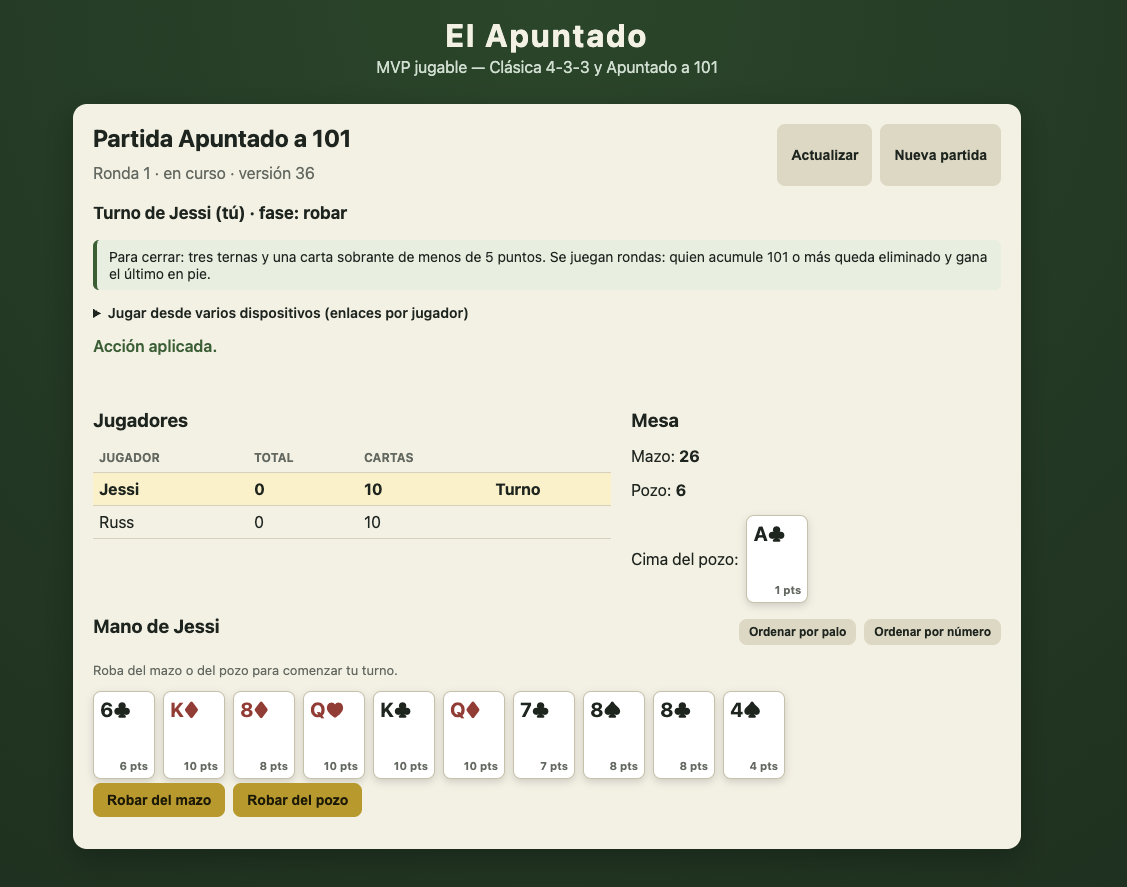 El Apuntado
MVP jugable — Clásica 4-3-3 y Apuntado a 101
Partida Apuntado a 101
Actualizar
Nueva partida
Ronda 1 · en curso · versión 36
Turno de Jessi (tú) · fase: robar
Para cerrar: tres ternas y una carta sobrante de menos de 5 puntos. Se juegan rondas: quien acumule 101 o más queda eliminado y gana
el último en pie.
▶ Jugar desde varios dispositivos (enlaces por jugador)
Acción aplicada.
Jugadores
JUGADOR TOTAL CARTAS
Jessi 0 10 Turno
Russ 0 10
Mesa
Mazo: 26
Pozo: 6
Cima del pozo:
A♣
1 pts
Mano de Jessi
Ordenar por palo
Ordenar por número
Roba del mazo o del pozo para comenzar tu turno.
6♣ K♦ 8♦ Q♥ K♣ Q♦ 7♣ 8♠ 8♣ 4♠
6 pts 10 pts 8 pts 10 pts 10 pts 10 pts 7 pts 8 pts 8 pts 4 pts
Robar del mazo
Robar del pozo